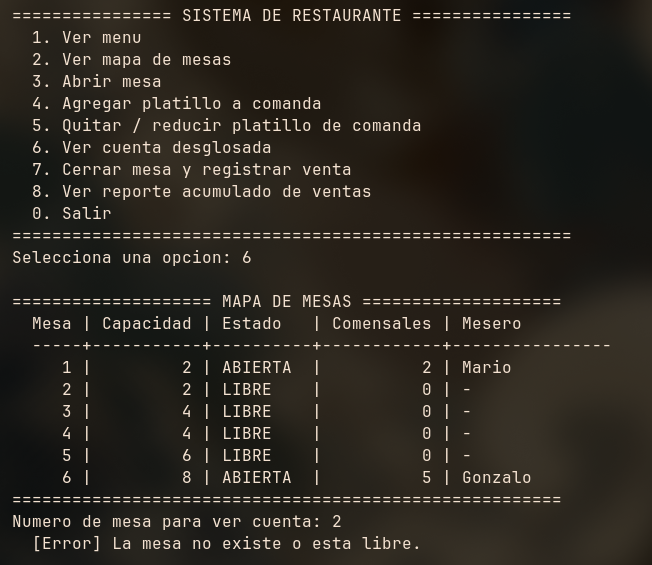 ================ SISTEMA DE RESTAURANTE ================
  1. Ver menu
  2. Ver mapa de mesas
  3. Abrir mesa
  4. Agregar platillo a comanda
  5. Quitar / reducir platillo de comanda
  6. Ver cuenta desglosada
  7. Cerrar mesa y registrar venta
  8. Ver reporte acumulado de ventas
  0. Salir
========================================================
Selecciona una opcion: 6

==================== MAPA DE MESAS ====================
  Mesa | Capacidad | Estado   | Comensales | Mesero
  -----+-----------+----------+------------+----------------
     1 |         2 | ABIERTA  |          2 | Mario
     2 |         2 | LIBRE    |          0 | -
     3 |         4 | LIBRE    |          0 | -
     4 |         4 | LIBRE    |          0 | -
     5 |         6 | LIBRE    |          0 | -
     6 |         8 | ABIERTA  |          5 | Gonzalo
=======================================================
Numero de mesa para ver cuenta: 2
  [Error] La mesa no existe o esta libre.